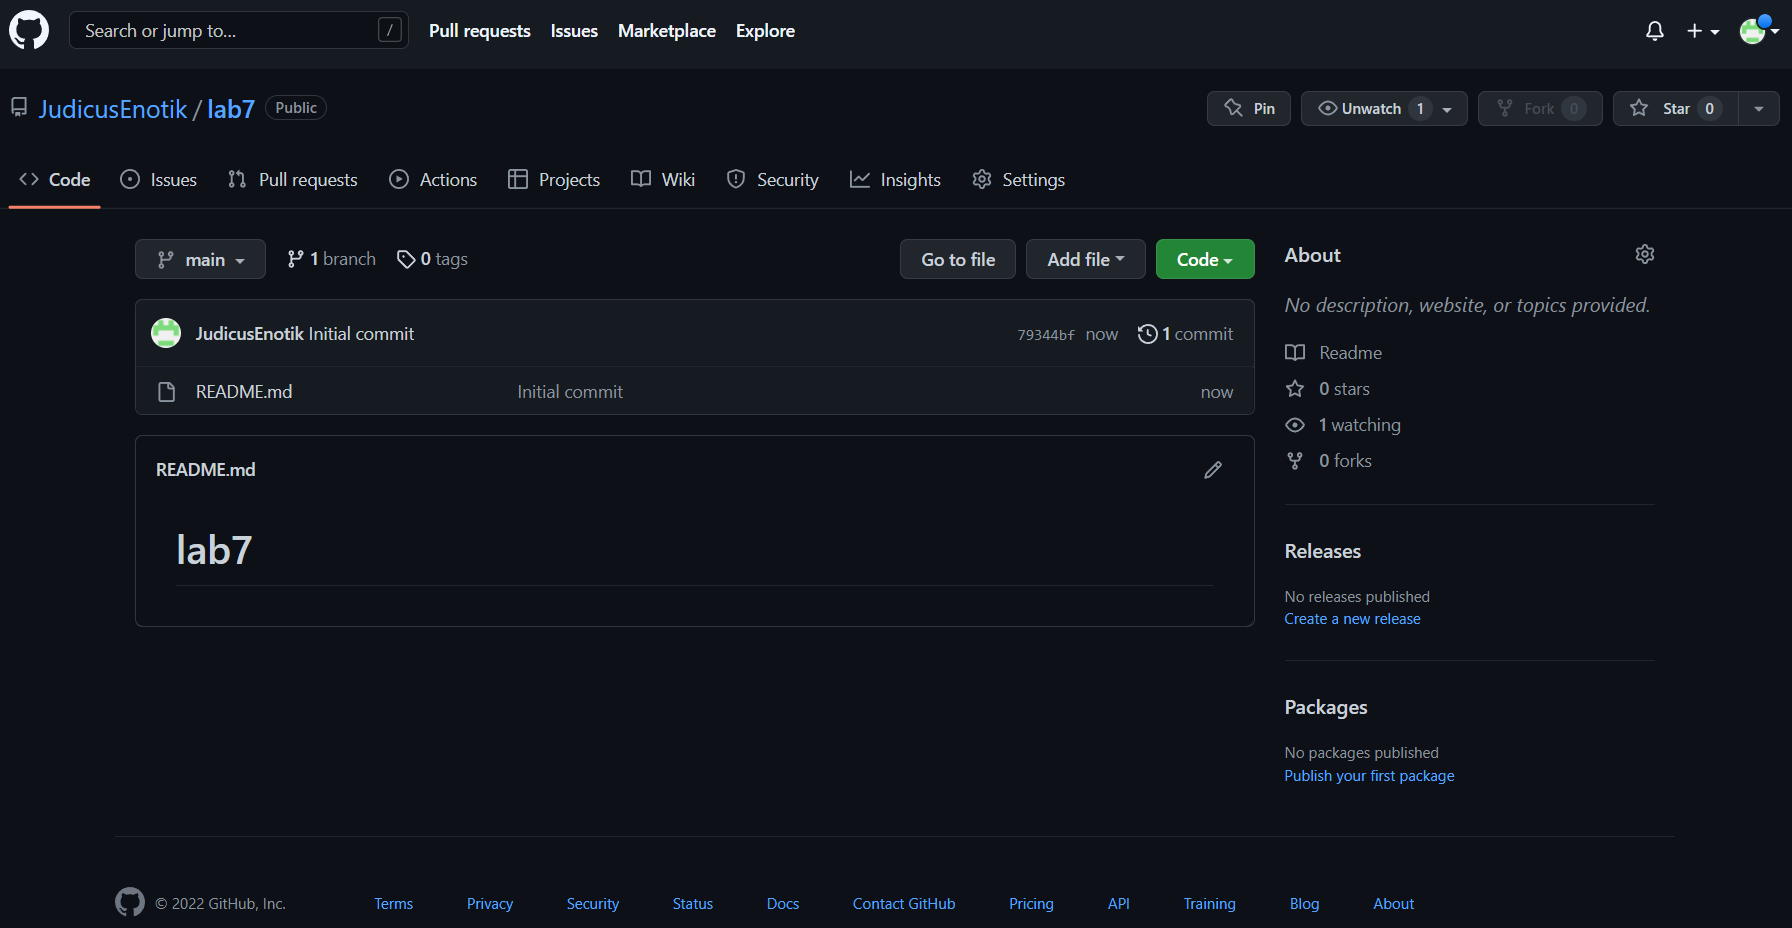 Search or jump to... / Pull requests Issues Marketplace Explore
JudicusEnotik / lab7 Public Pin Unwatch 1 Fork 0 Star 0
Code Issues Pull requests Actions Projects Wiki Security Insights Settings
main 1 branch 0 tags Go to file Add file Code
JudicusEnotik Initial commit 79344bf now 1 commit
README.md Initial commit now
README.md
lab7
About
No description, website, or topics provided.
Readme
0 stars
1 watching
0 forks
Releases
No releases published
Create a new release
Packages
No packages published
Publish your first package
© 2022 GitHub, Inc. Terms Privacy Security Status Docs Contact GitHub Pricing API Training Blog About